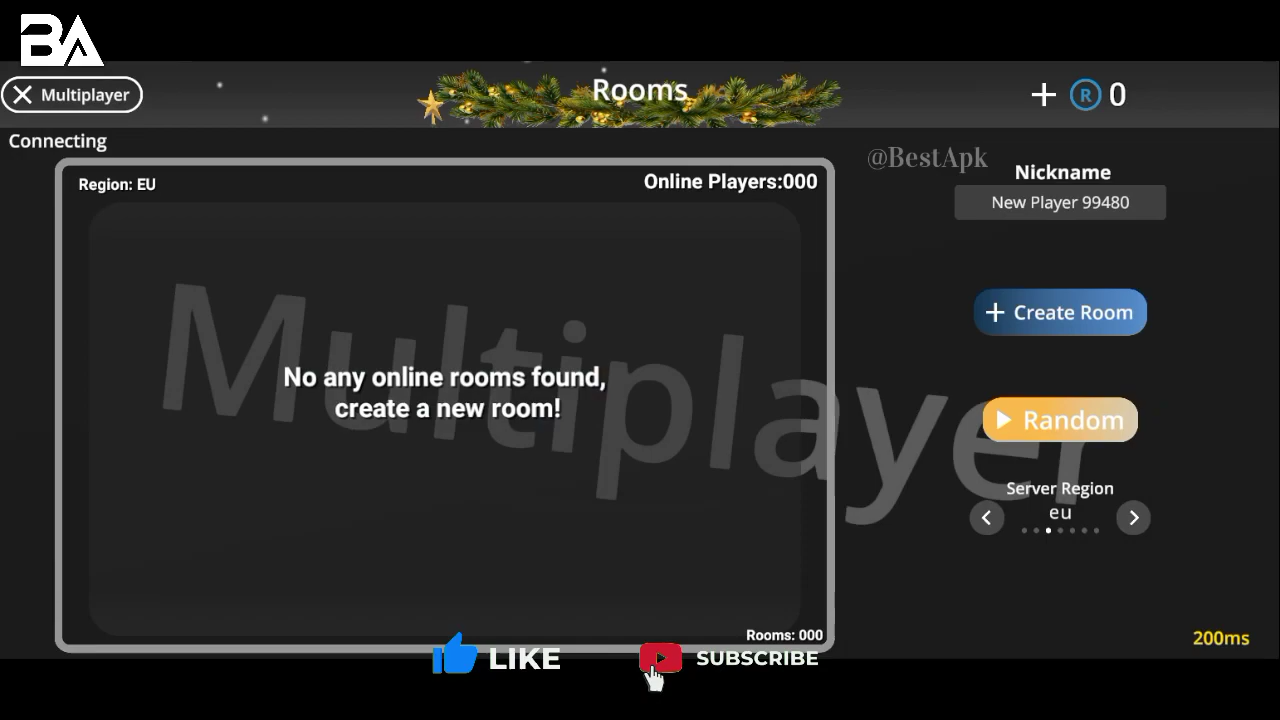 BA
Multiplayer
Rooms
R 0
Connecting
@BestApk
Region: EU
Online Players:000
Nickname
New Player 99480
Multiplayer
Create Room
No any online rooms found,
create a new room!
Random
Server Region
eu
Rooms: 000
200ms
LIKE
SUBSCRIBE